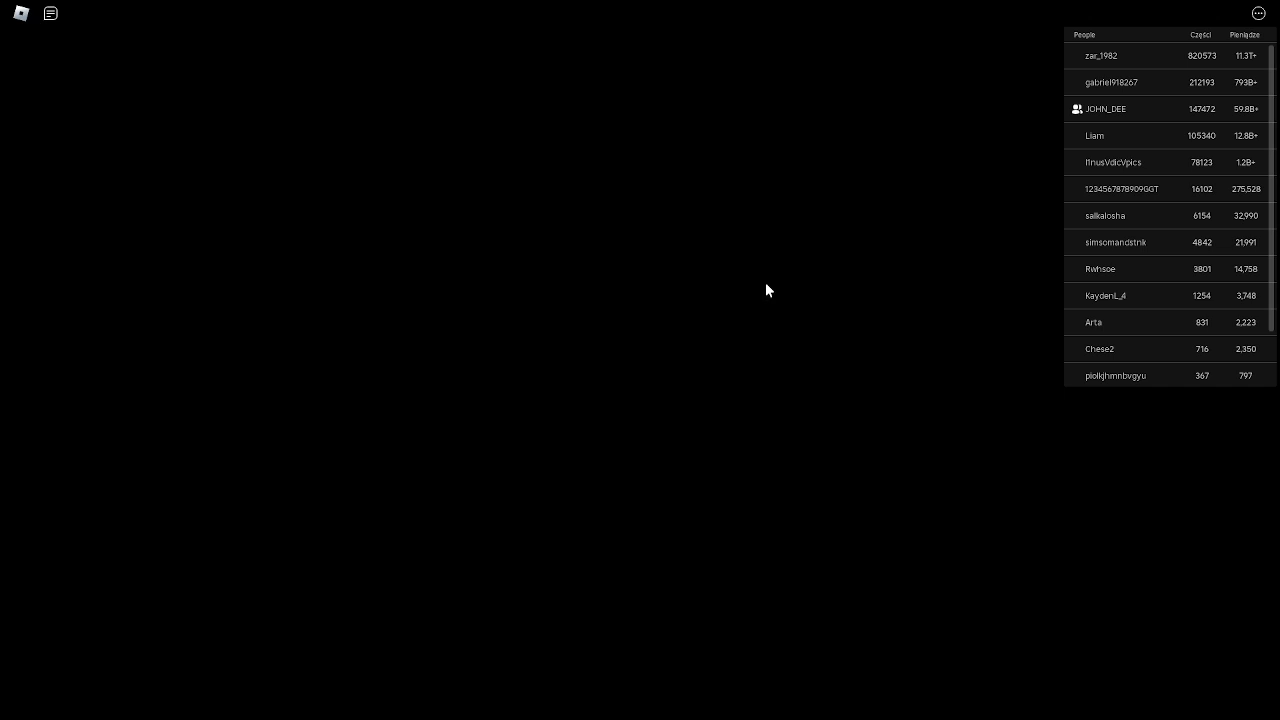 People Części Pieniądze
zar_1982 820573 11.3T+
gabriel918267 212193 793B+
JOHN_DEE 147472 59.8B+
Liam 105340 12.8B+
78123 1.2B+
1234567878909GGT 16102 275,528
salkalosha 6154 32,990
simsomandstnk 4842 21,991
Rwhsoe 3801 14,758
KaydenL_4 1254 3,748
Arta 831 2,223
Chese2 716 2,350
piolkjhmnbvgyu 367 797